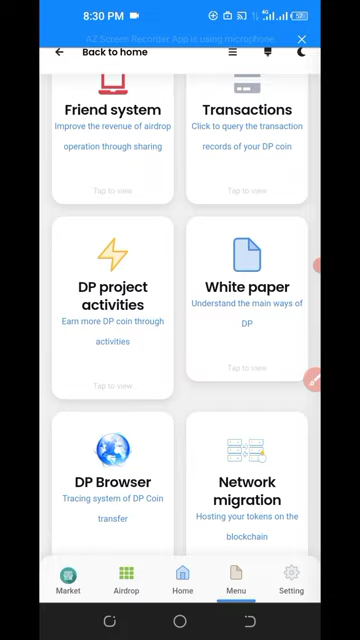 8:30 PM
AZ Screen Recorder App is using microphone
Back to home
Friend system
Improve the revenue of airdrop
operation through sharing
Tap to view
Transactions
Click to query the transaction
records of your DP coin
Tap to view
DP project
activities
Earn more DP coin through
activities
Tap to view
White paper
Understand the main ways of
DP
Tap to view
DP Browser
Tracing system of DP Coin
transfer
Network
migration
Hosting your tokens on the
blockchain
Market
Airdrop
Home
Menu
Setting